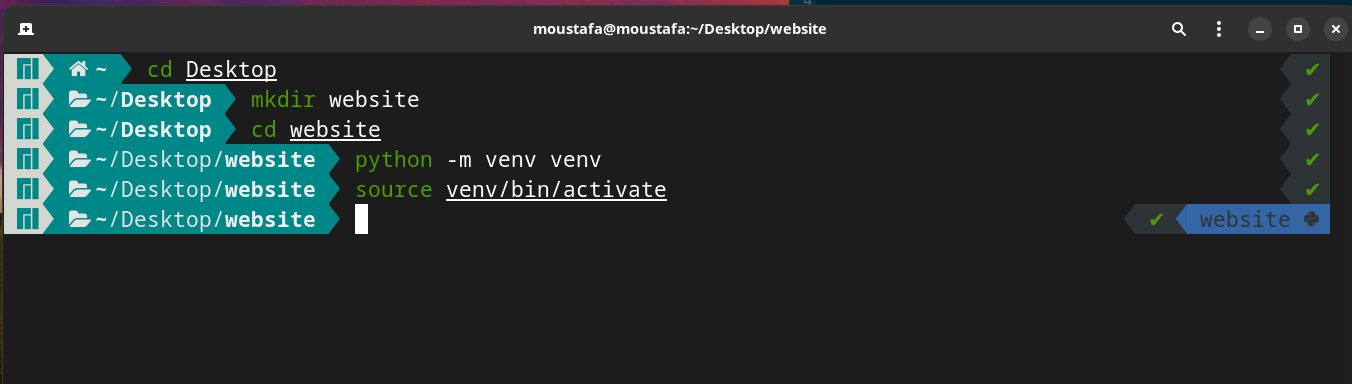 4
moustafa@moustafa:~/Desktop/website
~ cd Desktop ✔
~/Desktop mkdir website ✔
~/Desktop cd website ✔
~/Desktop/website python -m venv venv ✔
~/Desktop/website source venv/bin/activate ✔
~/Desktop/website ✔ website